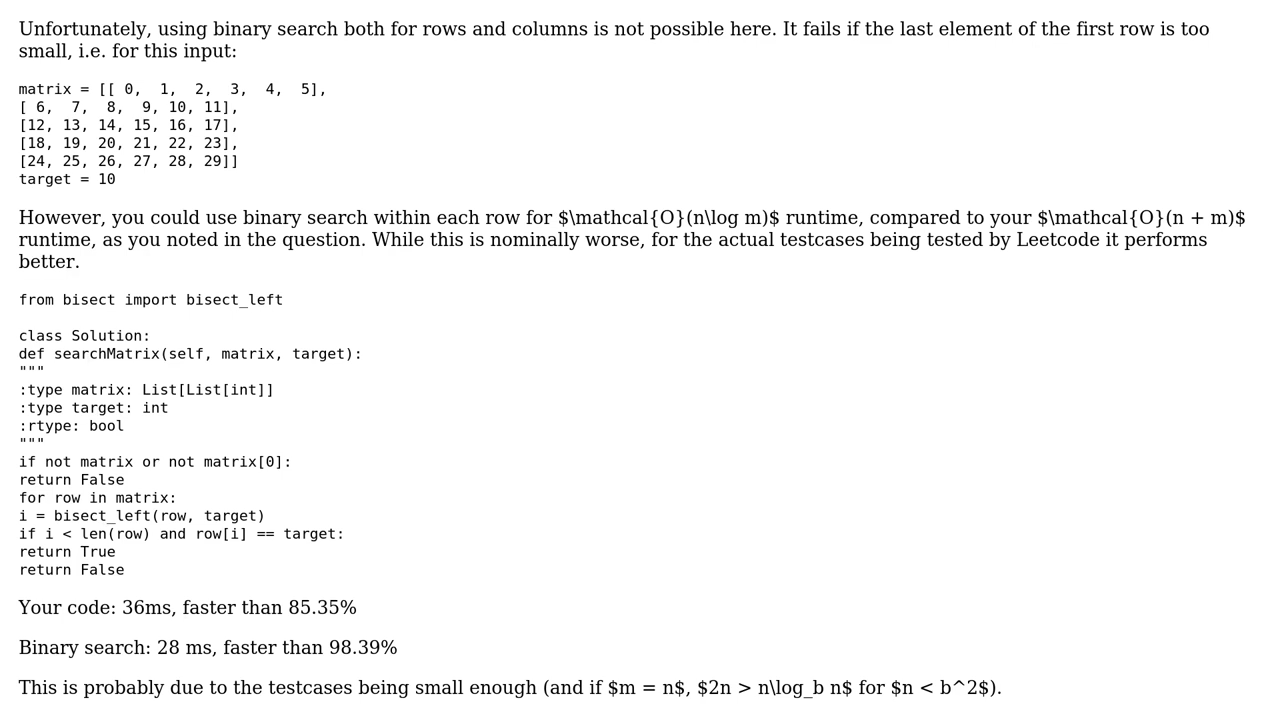 Unfortunately, using binary search both for rows and columns is not possible here. It fails if the last element of the first row is too
small, i.e. for this input:
matrix = [[ 0,  1,  2,  3,  4,  5],
[ 6,  7,  8,  9, 10, 11],
[12, 13, 14, 15, 16, 17],
[18, 19, 20, 21, 22, 23],
[24, 25, 26, 27, 28, 29]]
target = 10
However, you could use binary search within each row for $\mathcal{O}(n\log m)$ runtime, compared to your $\mathcal{O}(n + m)$
runtime, as you noted in the question. While this is nominally worse, for the actual testcases being tested by Leetcode it performs
better.
from bisect import bisect_left
class Solution:
def searchMatrix(self, matrix, target):
"""
:type matrix: List[List[int]]
:type target: int
:rtype: bool
"""
if not matrix or not matrix[0]:
return False
for row in matrix:
i = bisect_left(row, target)
if i < len(row) and row[i] == target:
return True
return False
Your code: 36ms, faster than 85.35%
Binary search: 28 ms, faster than 98.39%
This is probably due to the testcases being small enough (and if $m = n$, $2n > n\log_b n$ for $n < b^2$).